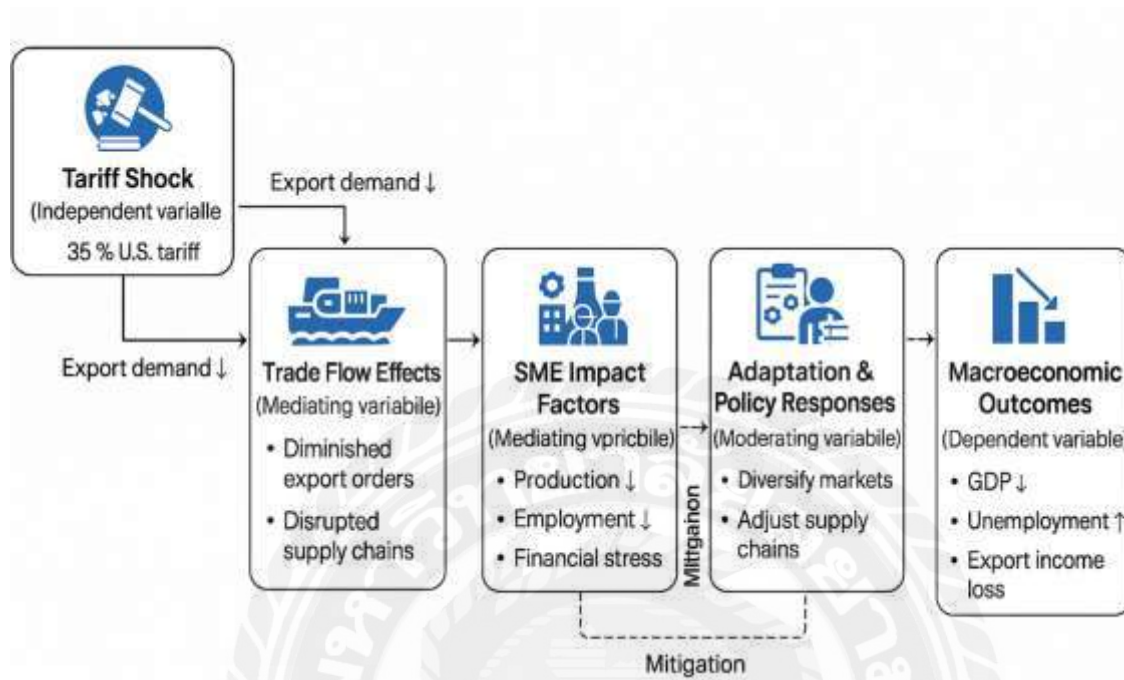 Tariff Shock
(Independent varialle
35 % U.S. tariff
Export demand ↓
Export demand ↓
Trade Flow Effects
(Mediating variabile)
• Diminished
export orders
• Disrupted
supply chains
SME Impact
Factors
(Mediating vpricbile)
• Production ↓
• Employment ↓
• Financial stress
Mitiganon
Adaptation &
Policy Responses
(Moderating variabile)
• Diversify markets
• Adjust supply
chains
Macroeconomic
Outcomes
(Dependent variable)
• GDP ↓
• Unemployment ↑
• Export income
loss
Mitigation